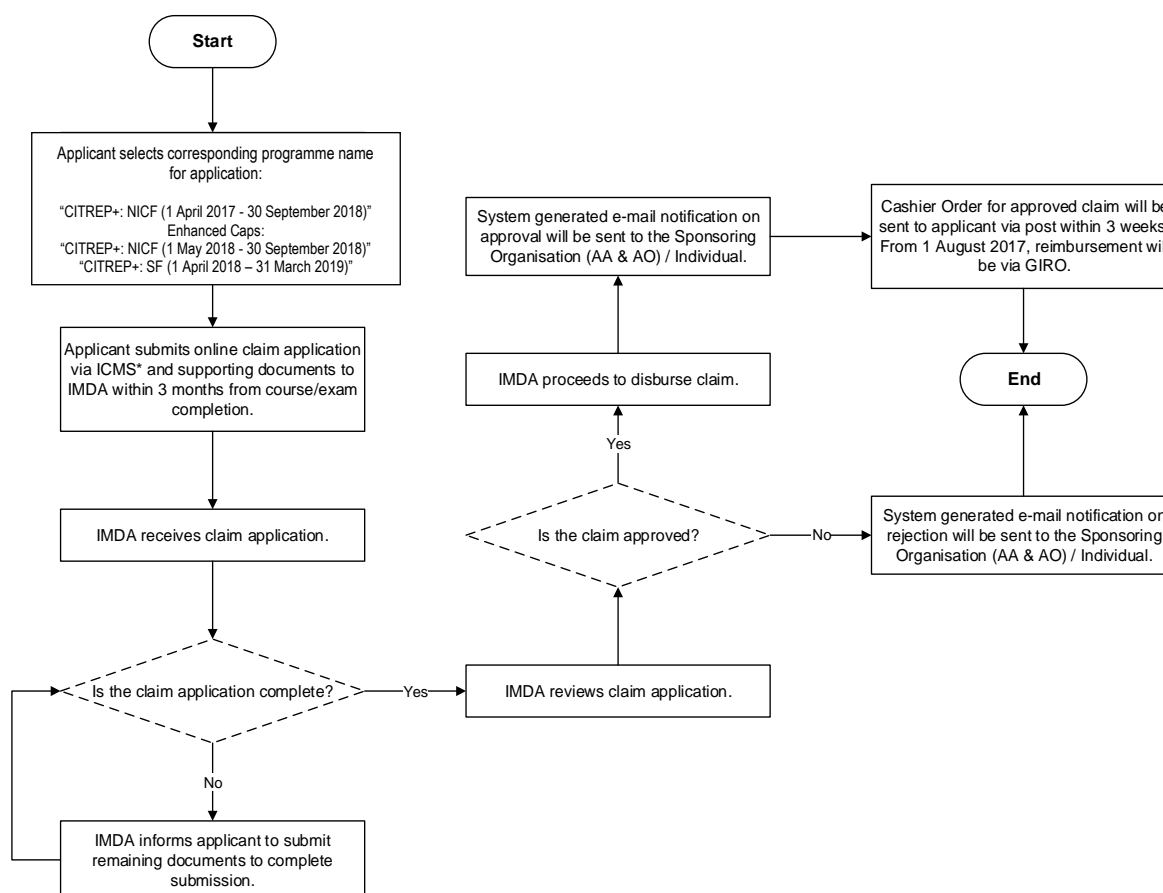 Start
Applicant selects corresponding programme name
for application:
“CITREP+: NICF (1 April 2017 - 30 September 2018)”
Enhanced Caps:
“CITREP+: NICF (1 May 2018 - 30 September 2018)”
“CITREP+: SF (1 April 2018 – 31 March 2019)”
Applicant submits online claim application
via ICMS* and supporting documents to
IMDA within 3 months from course/exam
completion.
IMDA receives claim application.
Is the claim application complete?
Yes
No
IMDA informs applicant to submit
remaining documents to complete
submission.
IMDA reviews claim application.
Is the claim approved?
Yes
No
IMDA proceeds to disburse claim.
System generated e-mail notification on
approval will be sent to the Sponsoring
Organisation (AA & AO) / Individual.
Cashier Order for approved claim will be
sent to applicant via post within 3 weeks.
From 1 August 2017, reimbursement will
be via GIRO.
System generated e-mail notification on
rejection will be sent to the Sponsoring
Organisation (AA & AO) / Individual.
End